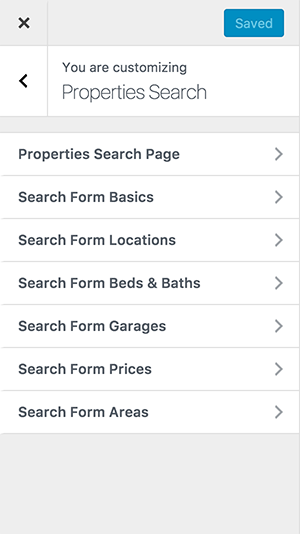 Saved
You are customizing
Properties Search
Properties Search Page
Search Form Basics
Search Form Locations
Search Form Beds & Baths
Search Form Garages
Search Form Prices
Search Form Areas